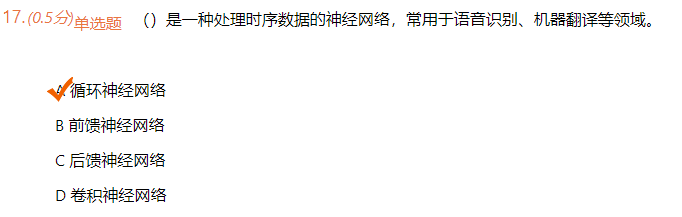 17.(0.5分)单选题 （）是一种处理时序数据的神经网络，常用于语音识别、机器翻译等领域。
A 循环神经网络
B 前馈神经网络
C 后馈神经网络
D 卷积神经网络